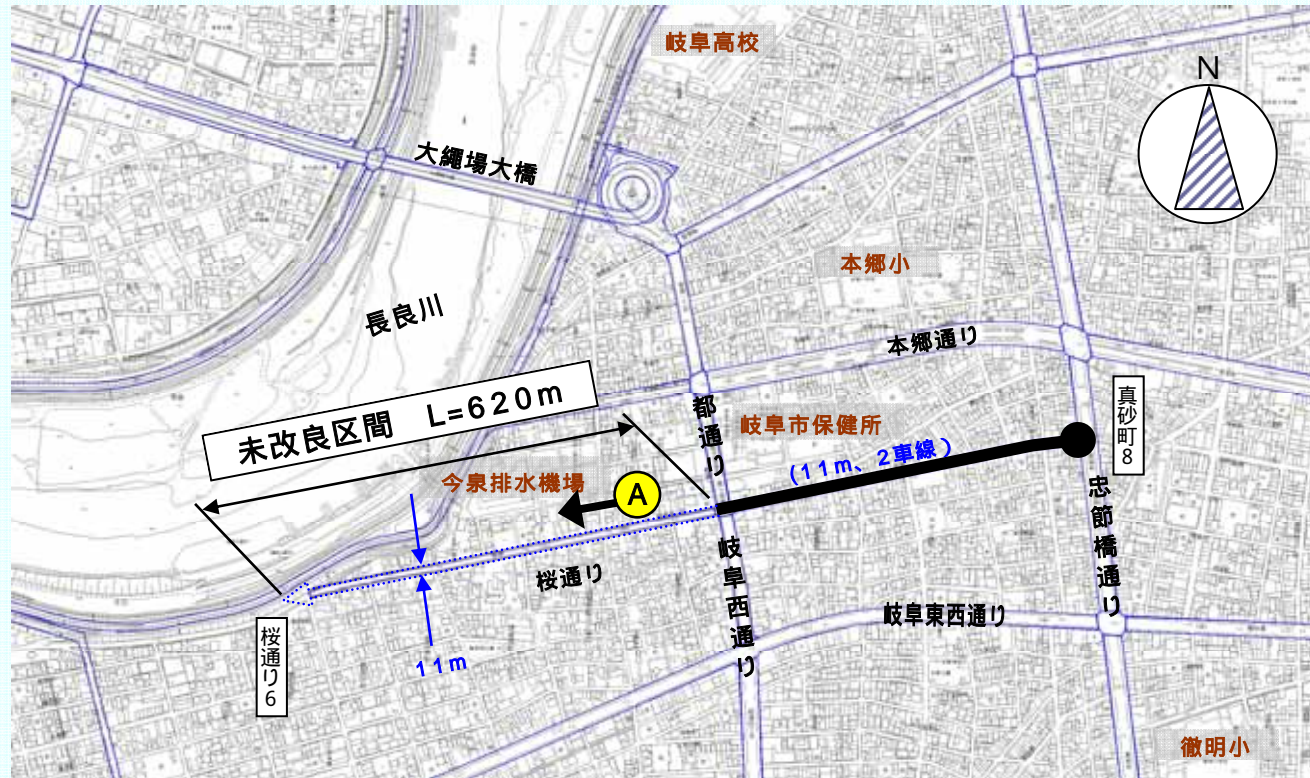 岐阜高校
N
大縄場大橋
本郷小
長良川
本郷通り
未改良区間 L=620m
都通り
岐阜市保健所
真砂町8
(11m、2車線)
今泉排水機場
A
忠節橋通り
桜通り
岐阜西通り
岐阜東西通り
桜通り6
11m
徹明小